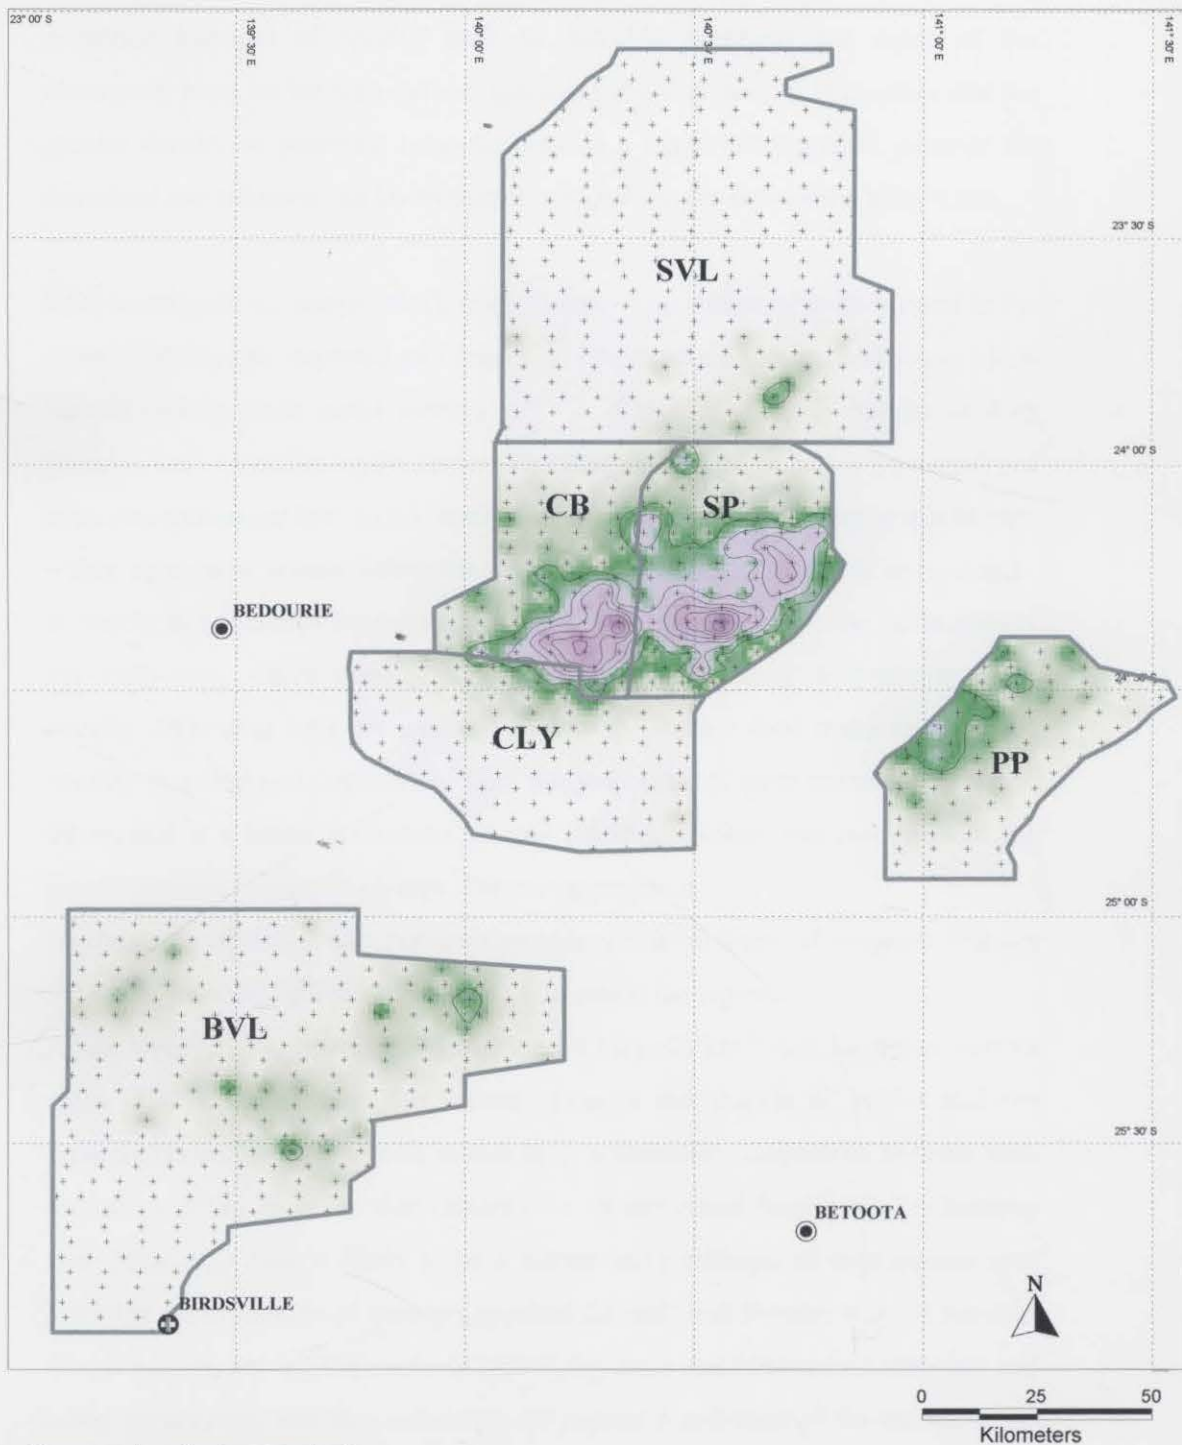 23° 00' S
139° 30' E
140° 00' E
140° 30' E
141° 00' E
141° 30' E
23° 30' S
SVL
24° 00' S
CB
SP
BEDOURIE
24° 30' S
CLY
PP
25° 00' S
BVL
25° 30' S
BETOOTA
BIRDSVILLE
N
0 25 50
Kilometers